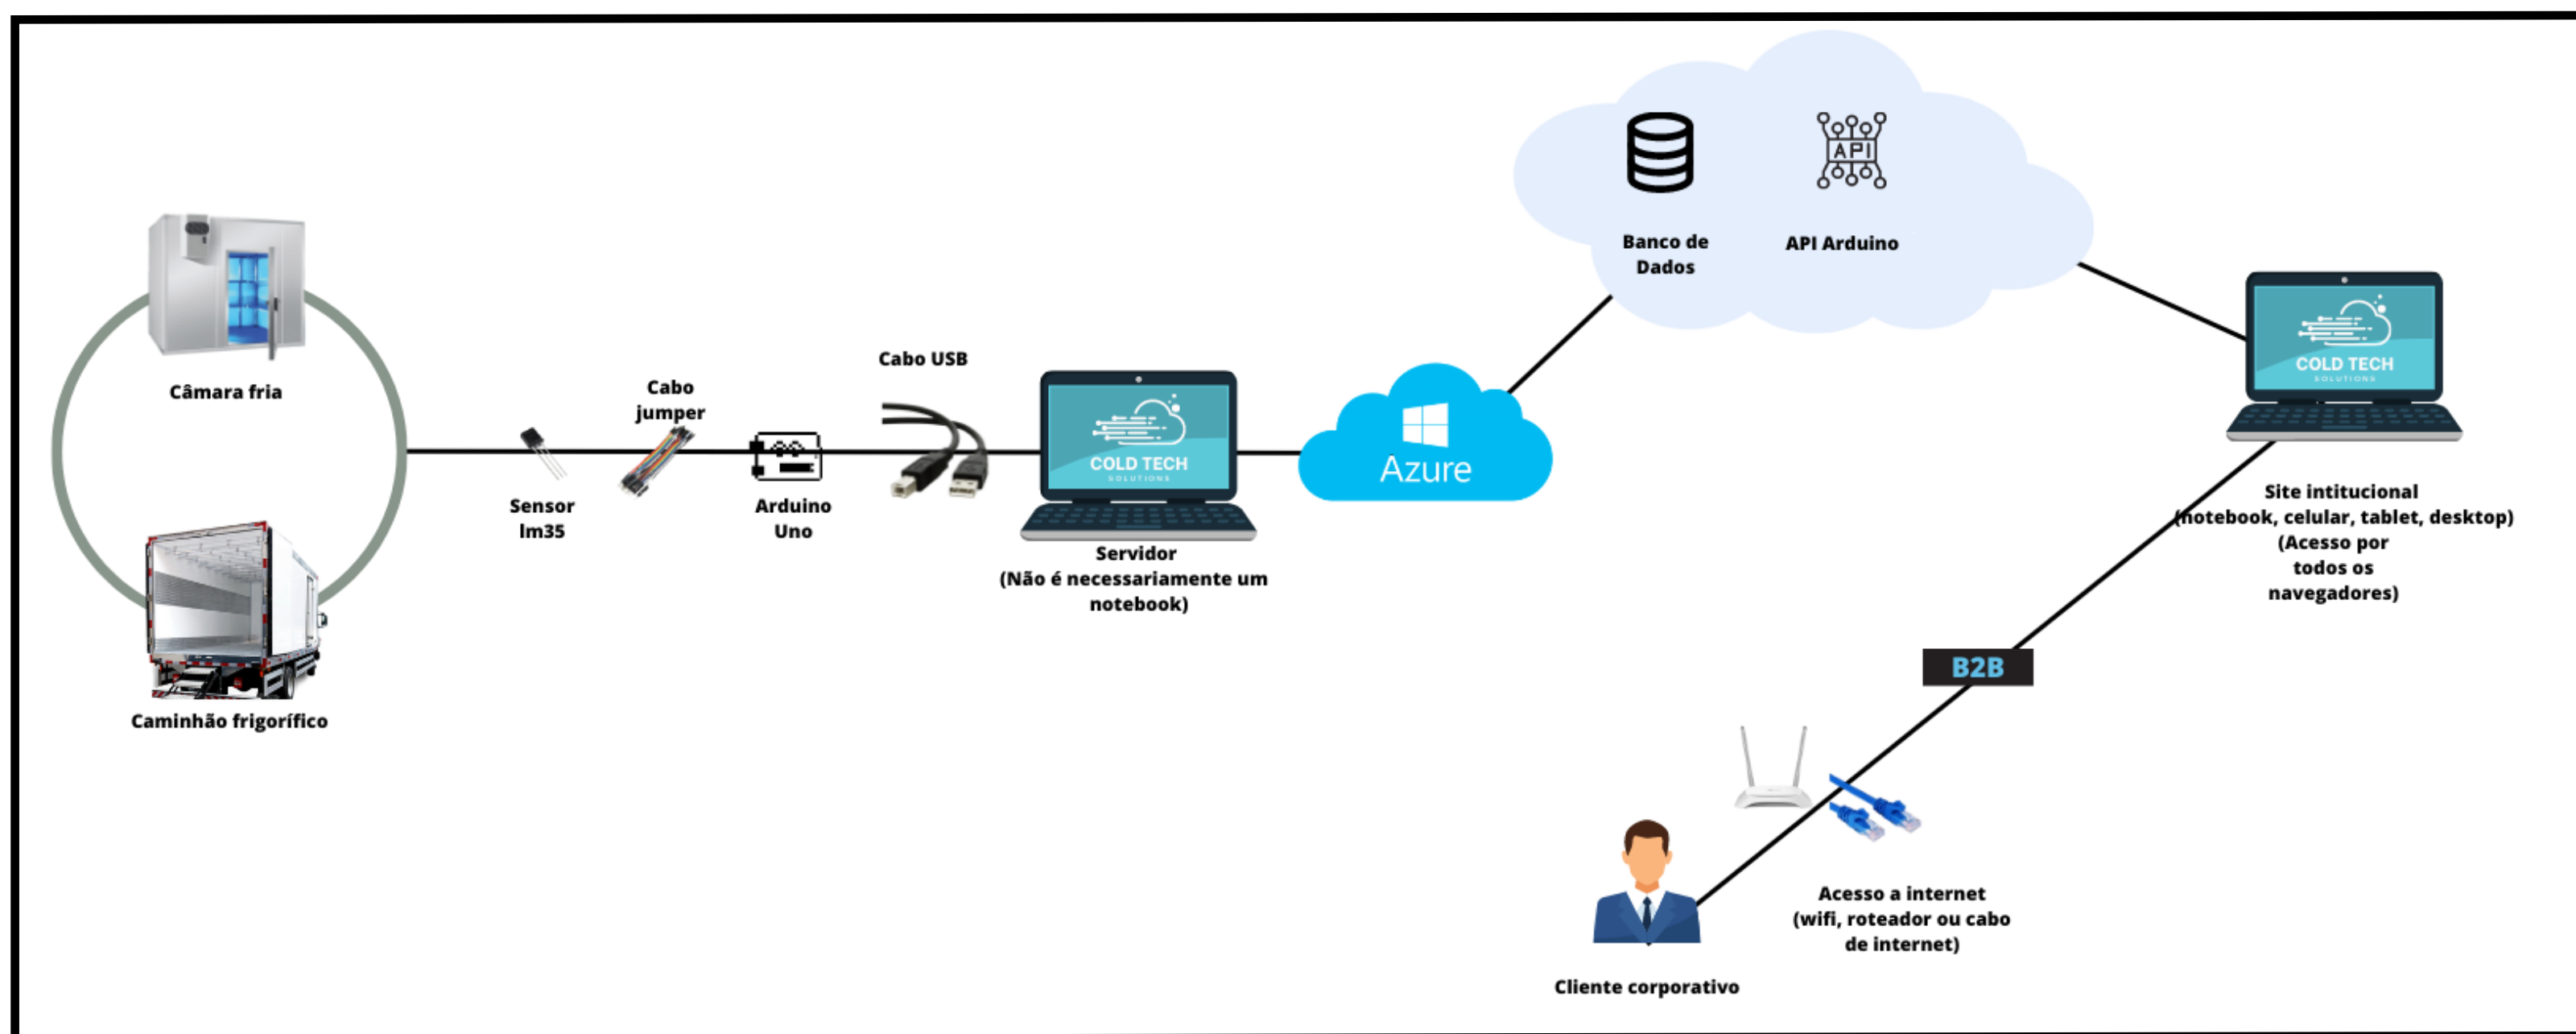 Câmara fria
Caminhão frigorífico
Sensor
lm35
Cabo
jumper
Arduino
Uno
Cabo USB
COLD TECH
SOLUTIONS
Servidor
(Não é necessariamente um
notebook)
Azure
Banco de
Dados
API
API Arduino
COLD TECH
SOLUTIONS
Site intitucional
(notebook, celular, tablet, desktop)
(Acesso por
todos os
navegadores)
B2B
Acesso a internet
(wifi, roteador ou cabo
de internet)
Cliente corporativo